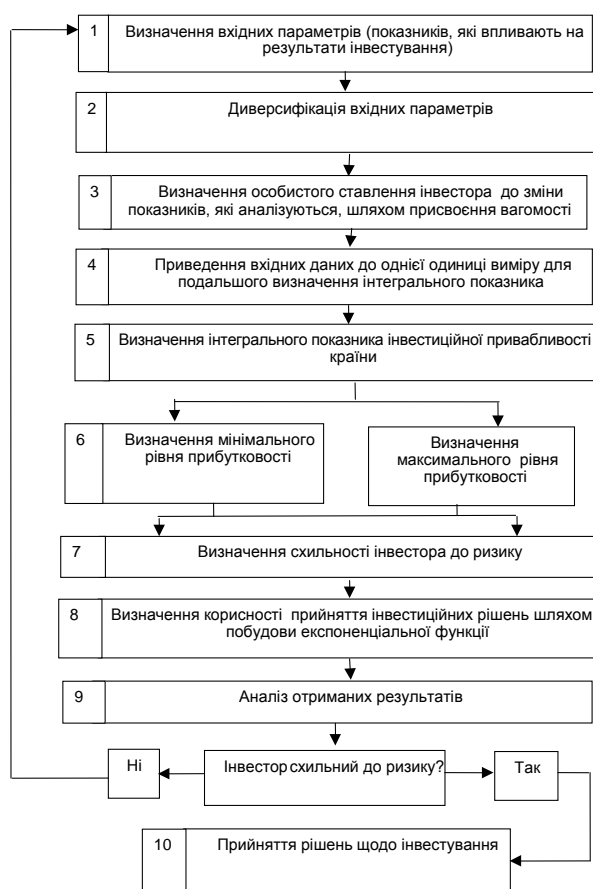 1
Визначення вхідних параметрів (показників, які впливають на
результати інвестування)
2
Диверсифікація вхідних параметрів
3
Визначення особистого ставлення інвестора до зміни
показників, які аналізуються, шляхом присвоєння вагомості
4
Приведення вхідних даних до однієї одиниці виміру для
подальшого визначення інтегрального показника
5
Визначення інтегрального показника інвестиційної привабливості
країни
6
Визначення мінімального
рівня прибутковості
Визначення
максимального рівня
прибутковості
7
Визначення схильності інвестора до ризику
8
Визначення корисності прийняття інвестиційних рішень шляхом
побудови експоненціальної функції
9
Аналіз отриманих результатів
Ні
Інвестор схильний до ризику?
Так
10
Прийняття рішень щодо інвестування